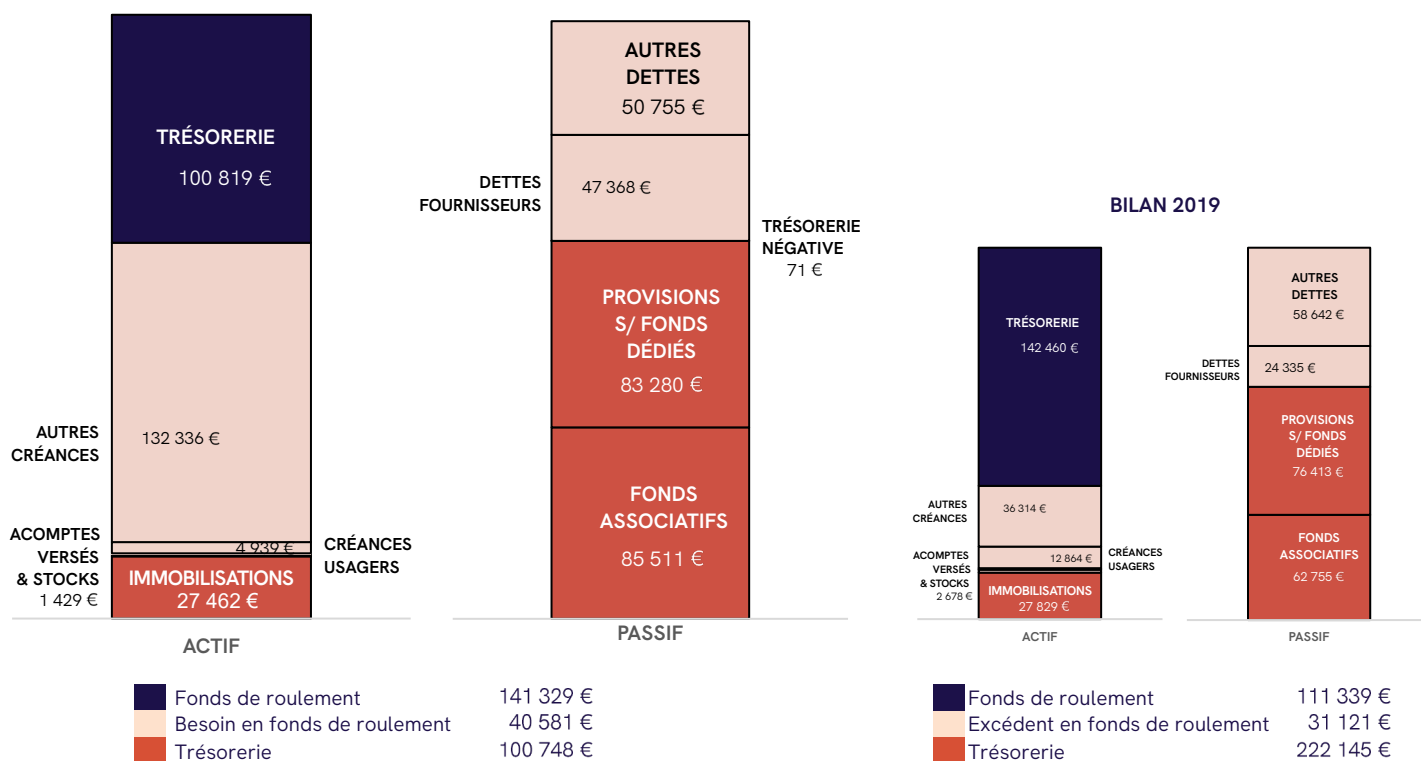 TRÉSORERIE
100 819 €
AUTRES
CRÉANCES
132 336 €
ACOMPTES
VERSÉS
& STOCKS
1 429 €
4 939 €
CRÉANCES
USAGERS
IMMOBILISATIONS
27 462 €
ACTIF
AUTRES
DETTES
50 755 €
DETTES
FOURNISSEURS
47 368 €
TRÉSORERIE
NÉGATIVE
71 €
PROVISIONS
S/ FONDS
DÉDIÉS
83 280 €
FONDS
ASSOCIATIFS
85 511 €
PASSIF
Fonds de roulement 141 329 €
Besoin en fonds de roulement 40 581 €
Trésorerie 100 748 €
BILAN 2019
TRÉSORERIE
142 460 €
AUTRES
CRÉANCES
36 314 €
ACOMPTES
VERSÉS
& STOCKS
2 678 €
12 864 €
CRÉANCES
USAGERS
IMMOBILISATIONS
27 829 €
ACTIF
AUTRES
DETTES
58 642 €
DETTES
FOURNISSEURS
24 335 €
PROVISIONS
S/ FONDS
DÉDIÉS
76 413 €
FONDS
ASSOCIATIFS
62 755 €
PASSIF
Fonds de roulement 111 339 €
Excédent en fonds de roulement 31 121 €
Trésorerie 222 145 €